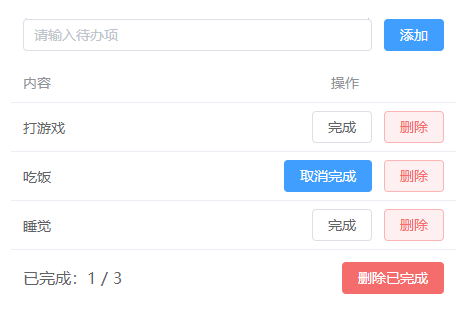 请输入待办项 添加
内容 操作
打游戏 完成 删除
吃饭 取消完成 删除
睡觉 完成 删除
已完成：1 / 3 删除已完成